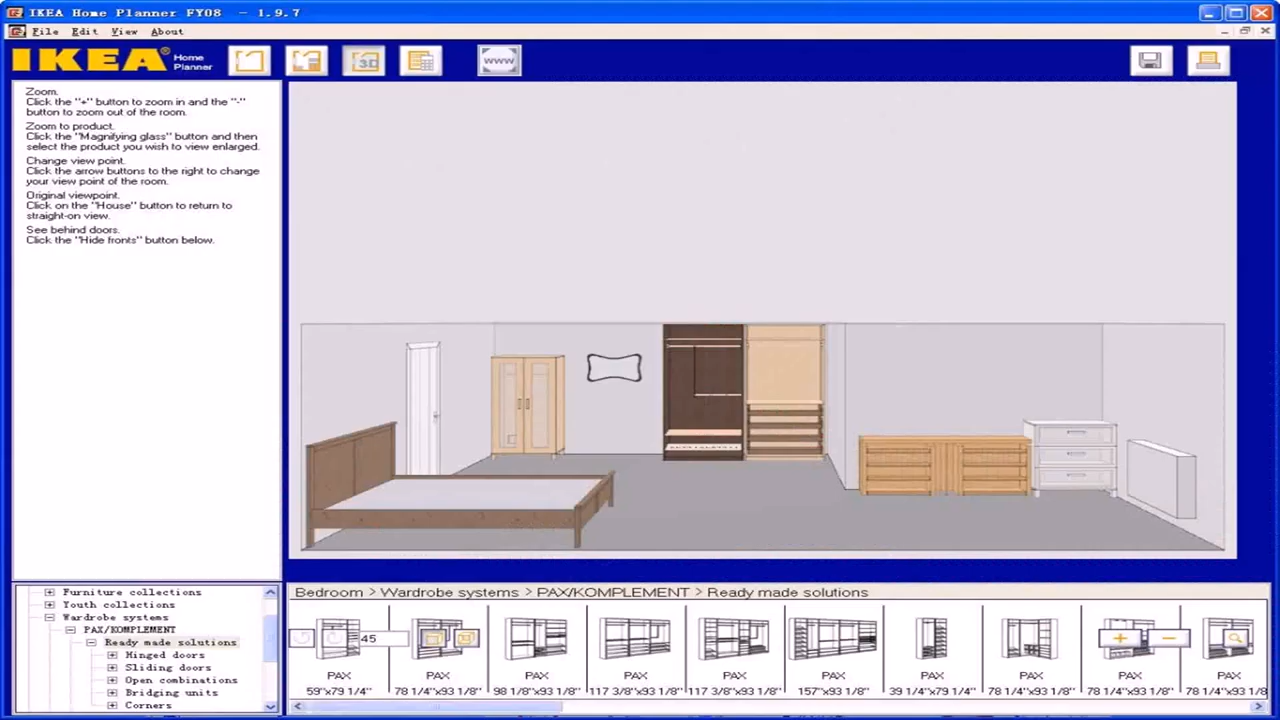 IKEA Home Planner FY08 - 1.9.7
File Edit View About
IKEA® Home Planner
3D
WWW
Zoom.
Click the "+" button to zoom in and the "-"
button to zoom out of the room.
Zoom to product.
Click the "Magnifying glass" button and then
select the product you wish to view enlarged.
Change view point.
Click the arrow buttons to the right to change
your view point of the room.
Original viewpoint.
Click on the "House" button to return to
straight-on view.
See behind doors.
Click the "Hide fronts" button below.
Furniture collections
Youth collections
Wardrobe systems
PAX/KOMPLEMENT
Ready made solutions
Hinged doors
Sliding doors
Open combinations
Bridging units
Corners
Bedroom > Wardrobe systems > PAX/KOMPLEMENT > Ready made solutions
45
PAX PAX PAX PAX PAX PAX PAX PAX PAX PAX
59"x79 1/4" 78 1/4"x93 1/8" 98 1/8"x93 1/8" 117 3/8"x93 1/8" 117 3/8"x93 1/8" 157"x93 1/8" 39 1/4"x79 1/4" 78 1/4"x93 1/8" 78 1/4"x93 1/8" 78 1/4"x93 1/8